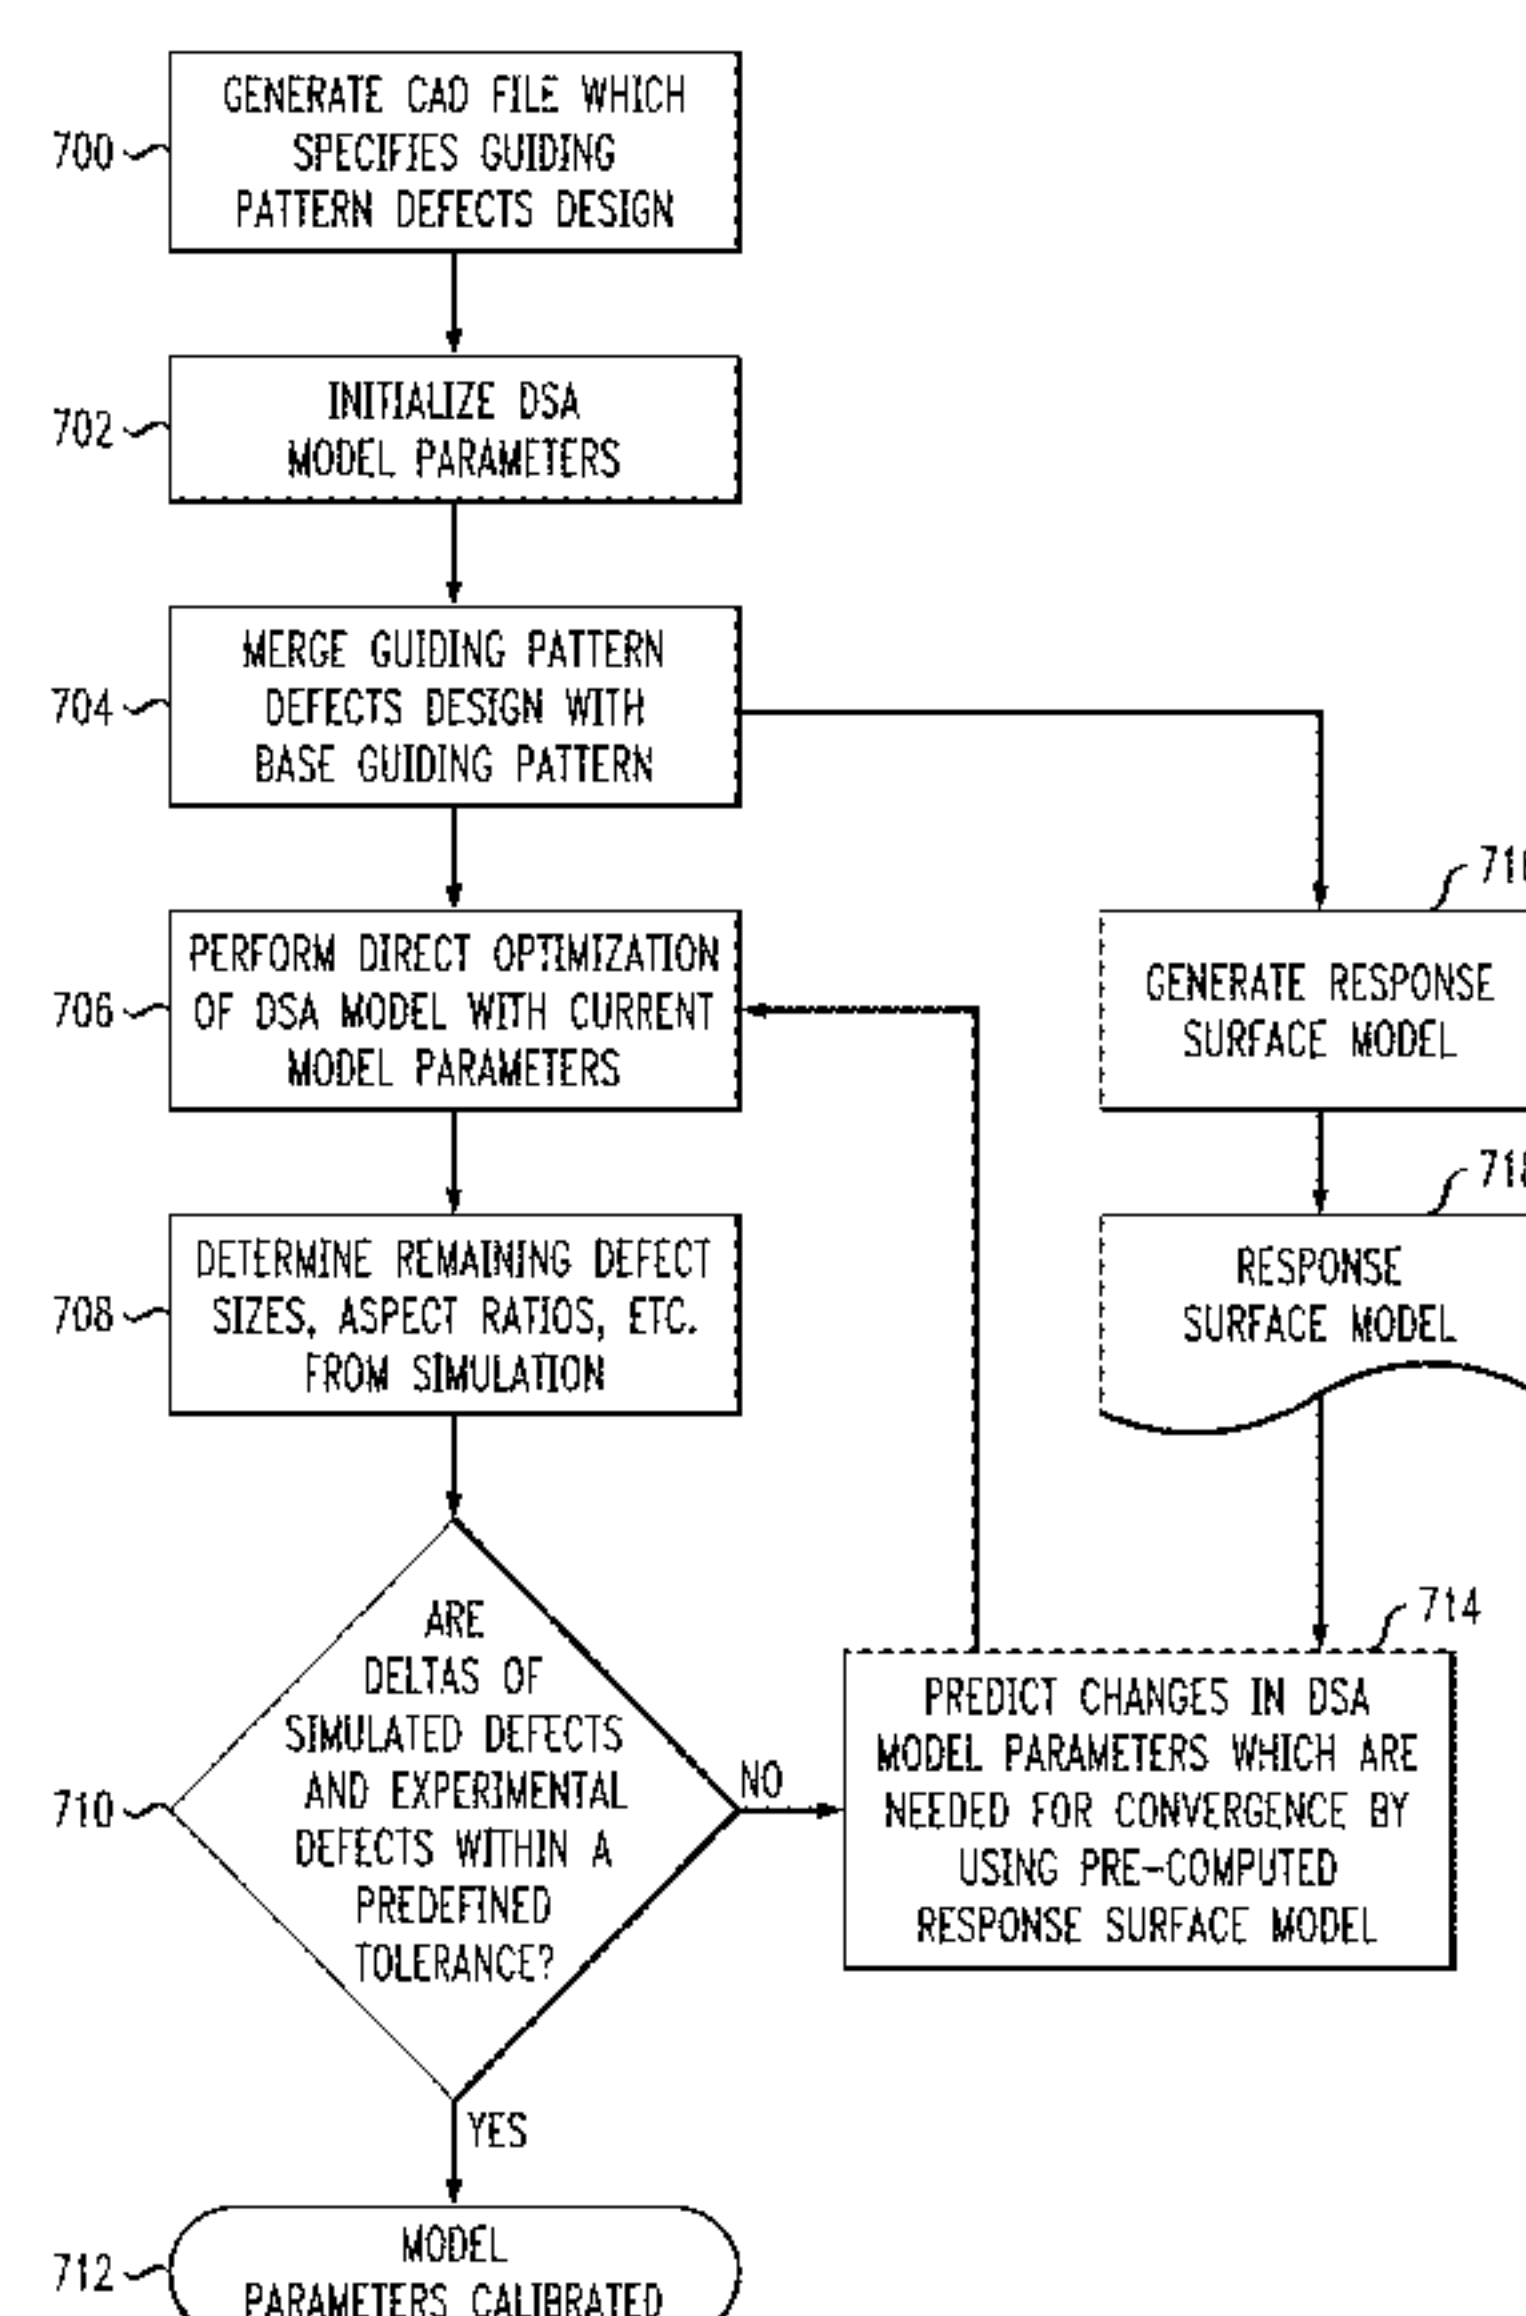 700
GENERATE CAD FILE WHICH
SPECIFIES GUIDING
PATTERN DEFECTS DESIGN
702
INITIALIZE DSA
MODEL PARAMETERS
704
MERGE GUIDING PATTERN
DEFECTS DESIGN WITH
BASE GUIDING PATTERN
706
PERFORM DIRECT OPTIMIZATION
OF DSA MODEL WITH CURRENT
MODEL PARAMETERS
GENERATE RESPONSE
SURFACE MODEL
708
DETERMINE REMAINING DEFECT
SIZES, ASPECT RATIOS, ETC.
FROM SIMULATION
RESPONSE
SURFACE MODEL
710
ARE
DELTAS OF
SIMULATED DEFECTS
AND EXPERIMENTAL
DEFECTS WITHIN A
PREDEFINED
TOLERANCE?
NO
714
PREDICT CHANGES IN DSA
MODEL PARAMETERS WHICH ARE
NEEDED FOR CONVERGENCE BY
USING PRE-COMPUTED
RESPONSE SURFACE MODEL
YES
712
MODEL
PARAMETERS CALIBRATED